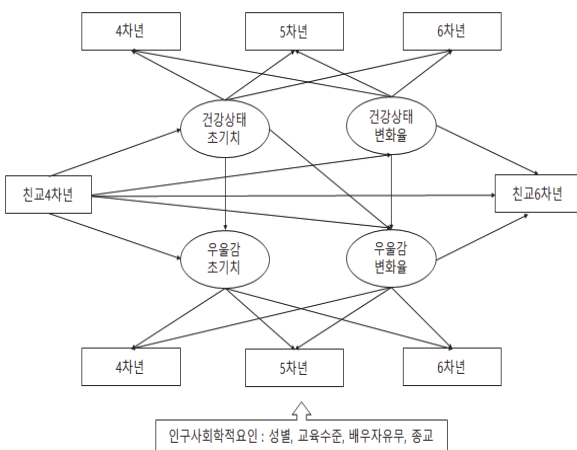 4차년
5차년
6차년
건강상태
초기치
건강상태
변화율
친교4차년
친교6차년
우울감
초기치
우울감
변화율
4차년
5차년
6차년
인구사회학적요인 : 성별, 교육수준, 배우자유무, 종교